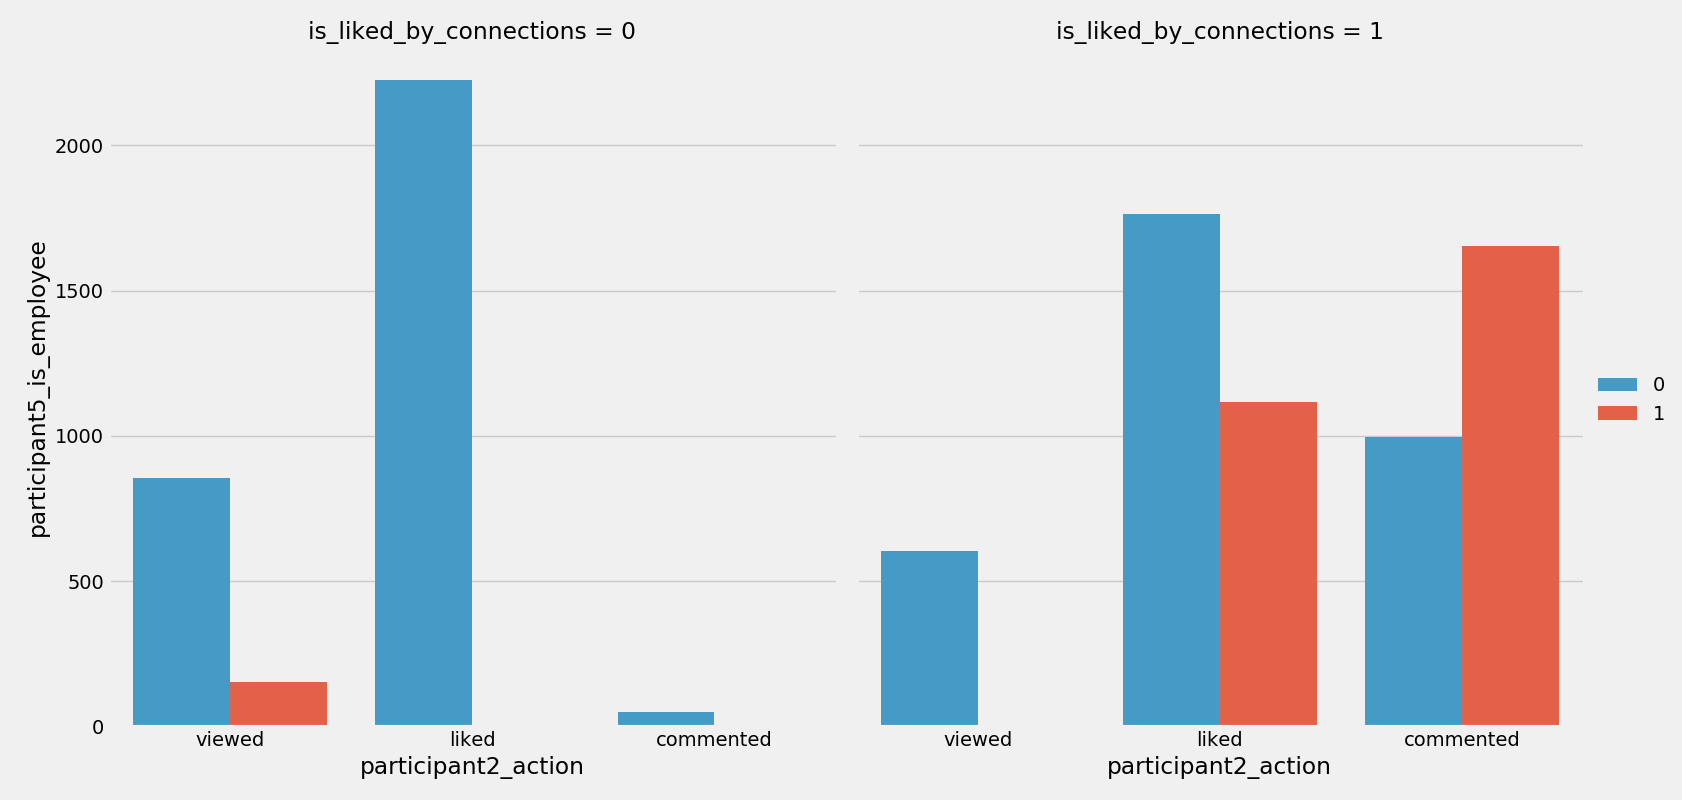 is_liked_by_connections = 0
is_liked_by_connections = 1
participant5_is_employee
2000
1500
1000
500
0
0
1
viewed
liked
commented
viewed
liked
commented
participant2_action
participant2_action